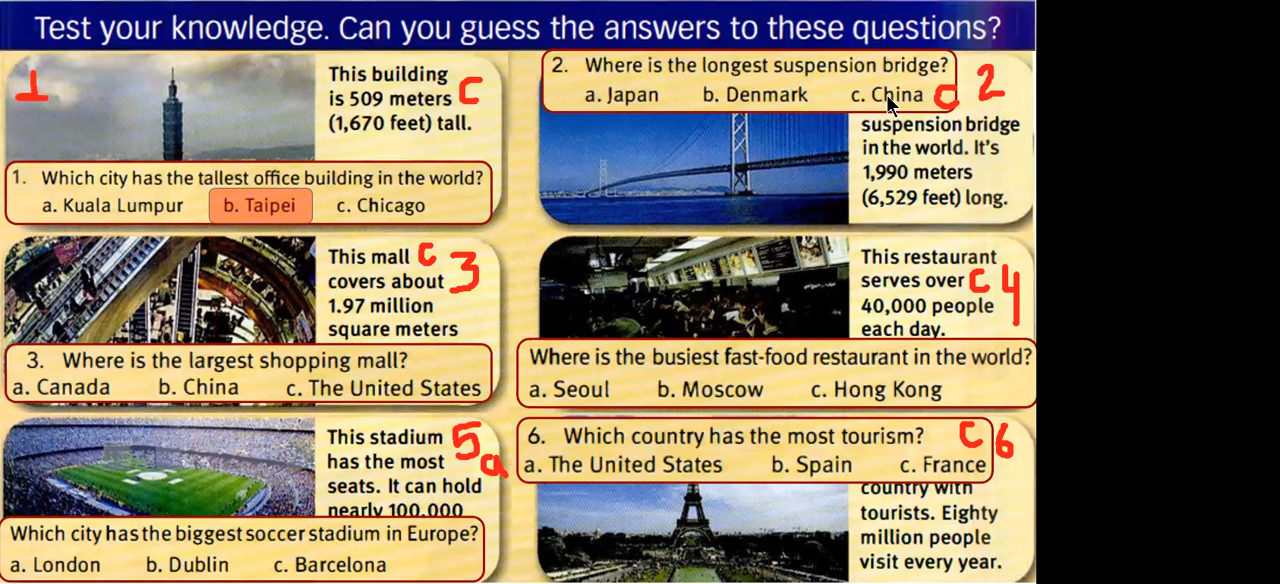 Test your knowledge. Can you guess the answers to these questions?
1
This building
is 509 meters c
(1,670 feet) tall.
1. Which city has the tallest office building in the world?
a. Kuala Lumpur b. Taipei c. Chicago
2. Where is the longest suspension bridge?
a. Japan b. Denmark c. China
2
suspension bridge
in the world. It's
1,990 meters
(6,529 feet) long.
This mall c 3
covers about
1.97 million
square meters
3. Where is the largest shopping mall?
a. Canada b. China c. The United States
This restaurant
serves over c 4
40,000 people
each day.
Where is the busiest fast-food restaurant in the world?
a. Seoul b. Moscow c. Hong Kong
This stadium 5
has the most a
seats. It can hold
nearly 100,000
Which city has the biggest soccer stadium in Europe?
a. London b. Dublin c. Barcelona
6. Which country has the most tourism? c 6
a. The United States b. Spain c. France
country with
tourists. Eighty
million people
visit every year.